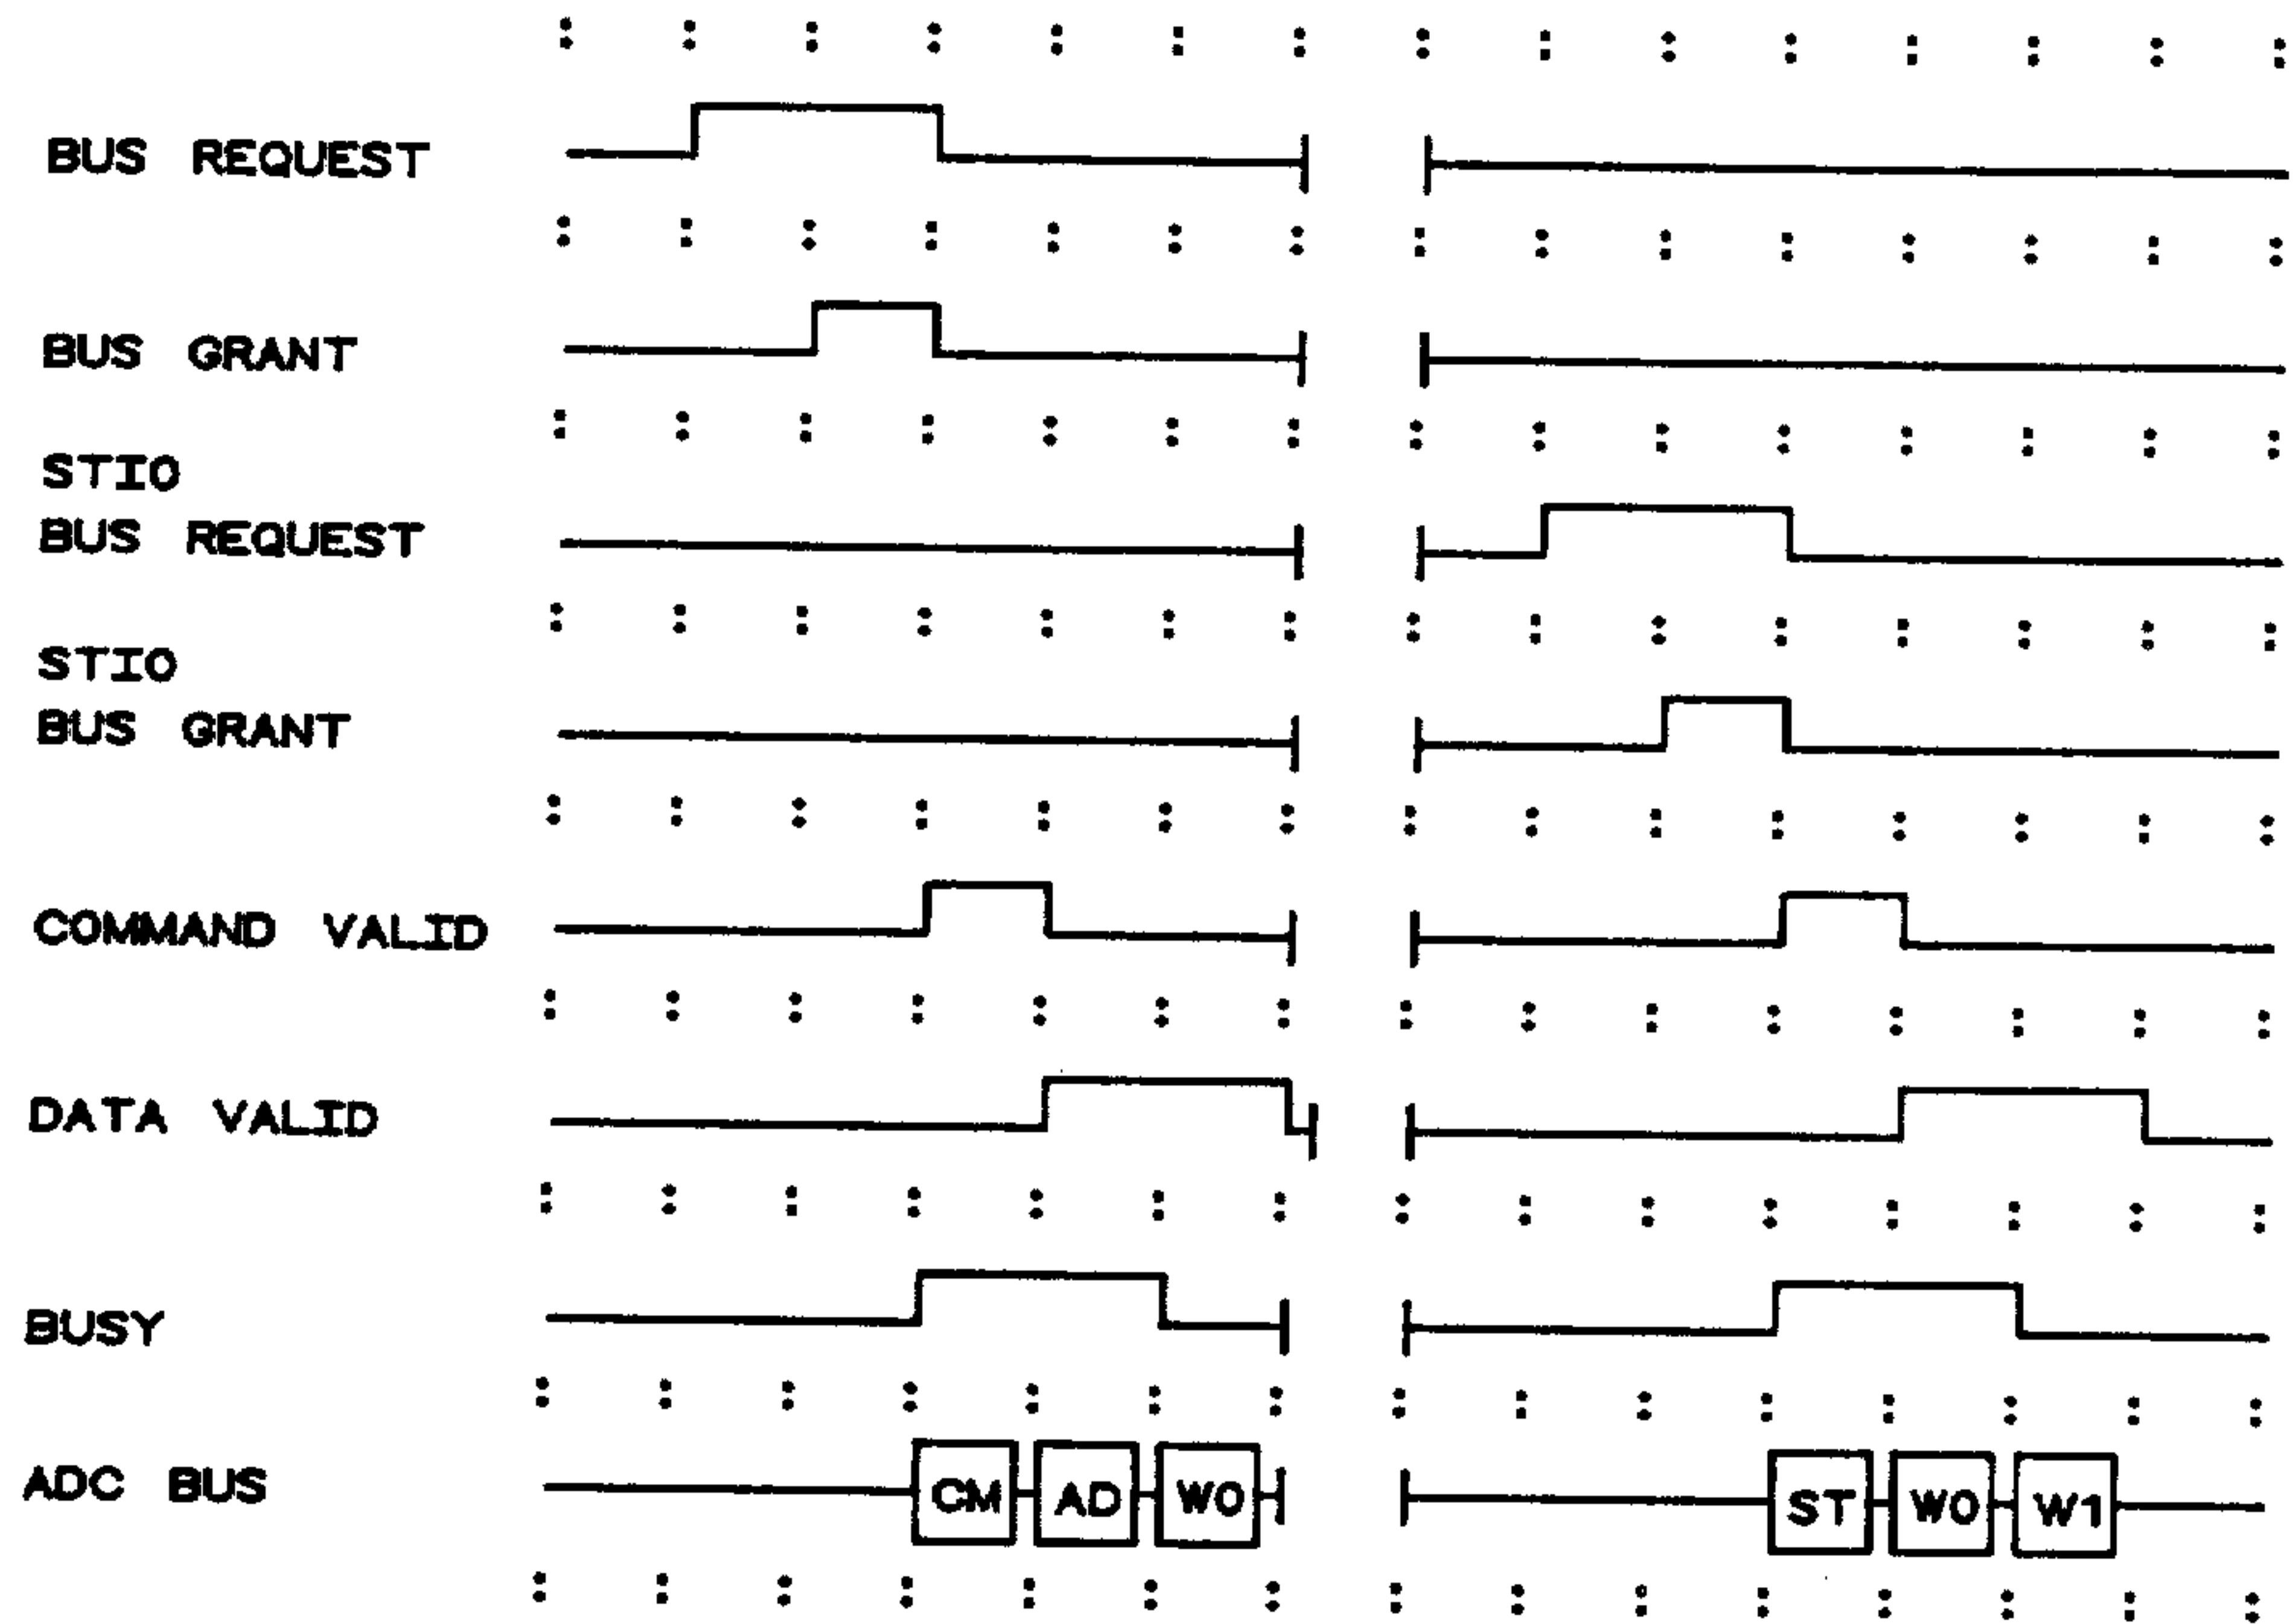 BUS REQUEST
BUS GRANT
STIO
BUS REQUEST
STIO
BUS GRANT
COMMAND VALID
DATA VALID
BUSY
ADC BUS
CM AD W0 ST W0 W1